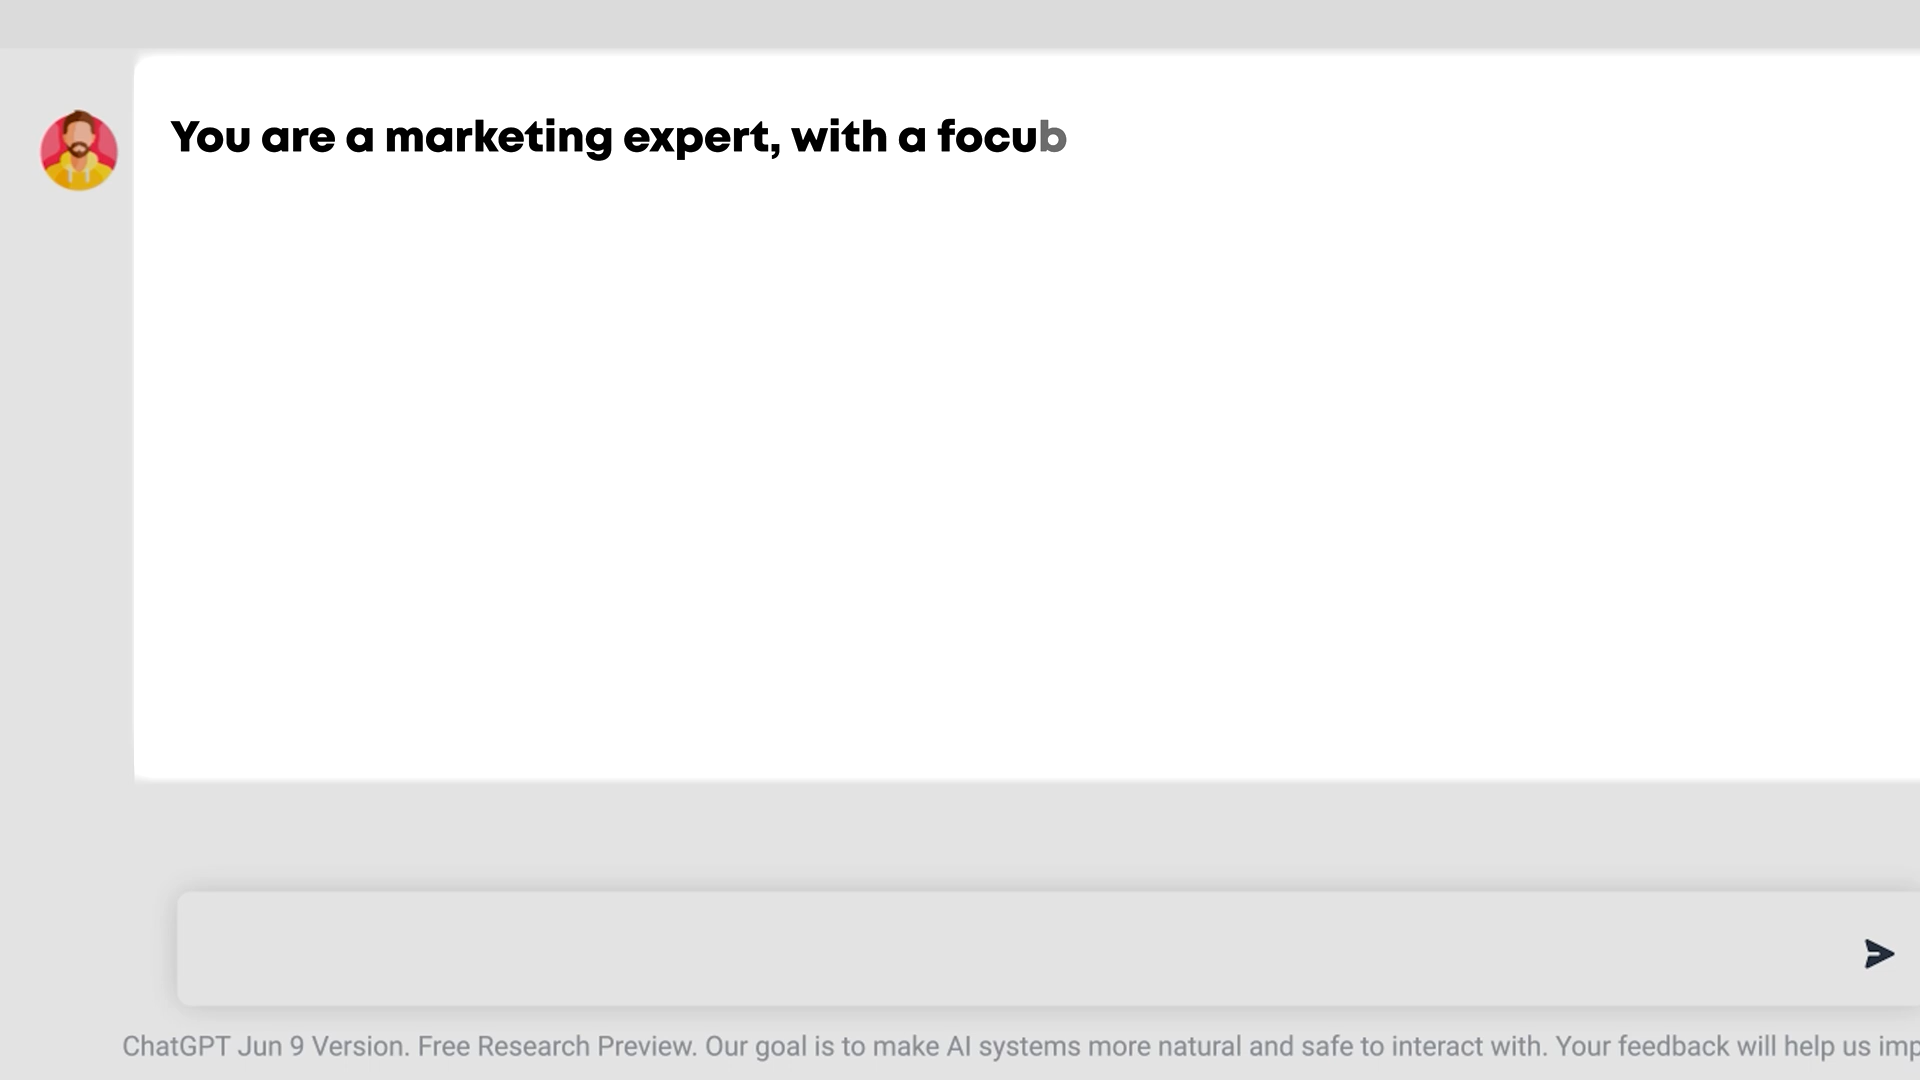 You are a marketing expert, with a focub
ChatGPT Jun 9 Version. Free Research Preview. Our goal is to make AI systems more natural and safe to interact with. Your feedback will help us imp